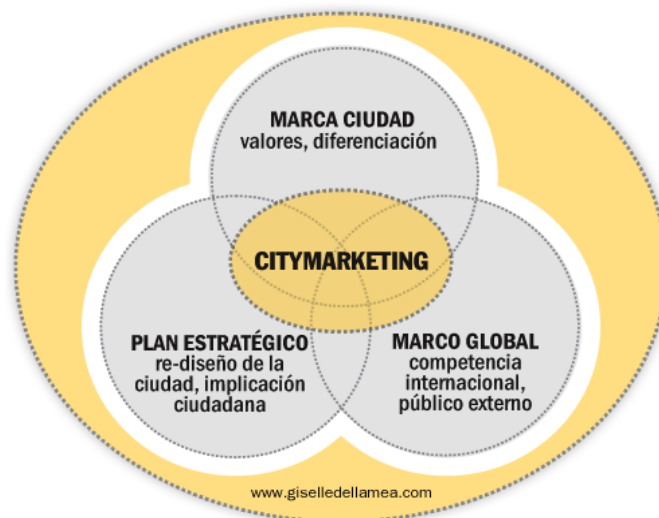 MARCA CIUDAD
valores, diferenciación
CITYMARKETING
PLAN ESTRATÉGICO
re-diseño de la
ciudad, implicación
ciudadana
MARCO GLOBAL
competencia
internacional,
público externo
www.giselledellamea.com